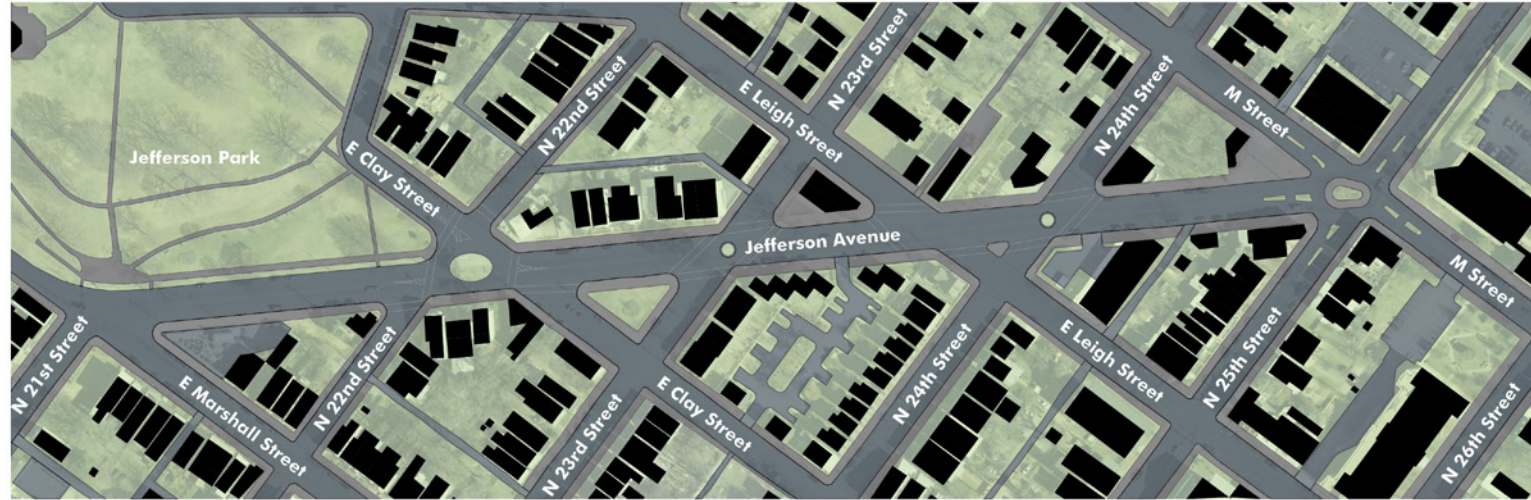 Jefferson Park
E Clay Street
N 22nd Street
E Leigh Street
N 23rd Street
N 24th Street
M Street
Jefferson Avenue
M Street
N 21st Street
E Marshall Street
N 22nd Street
N 23rd Street
E Clay Street
N 24th Street
E Leigh Street
N 25th Street
N 26th Street